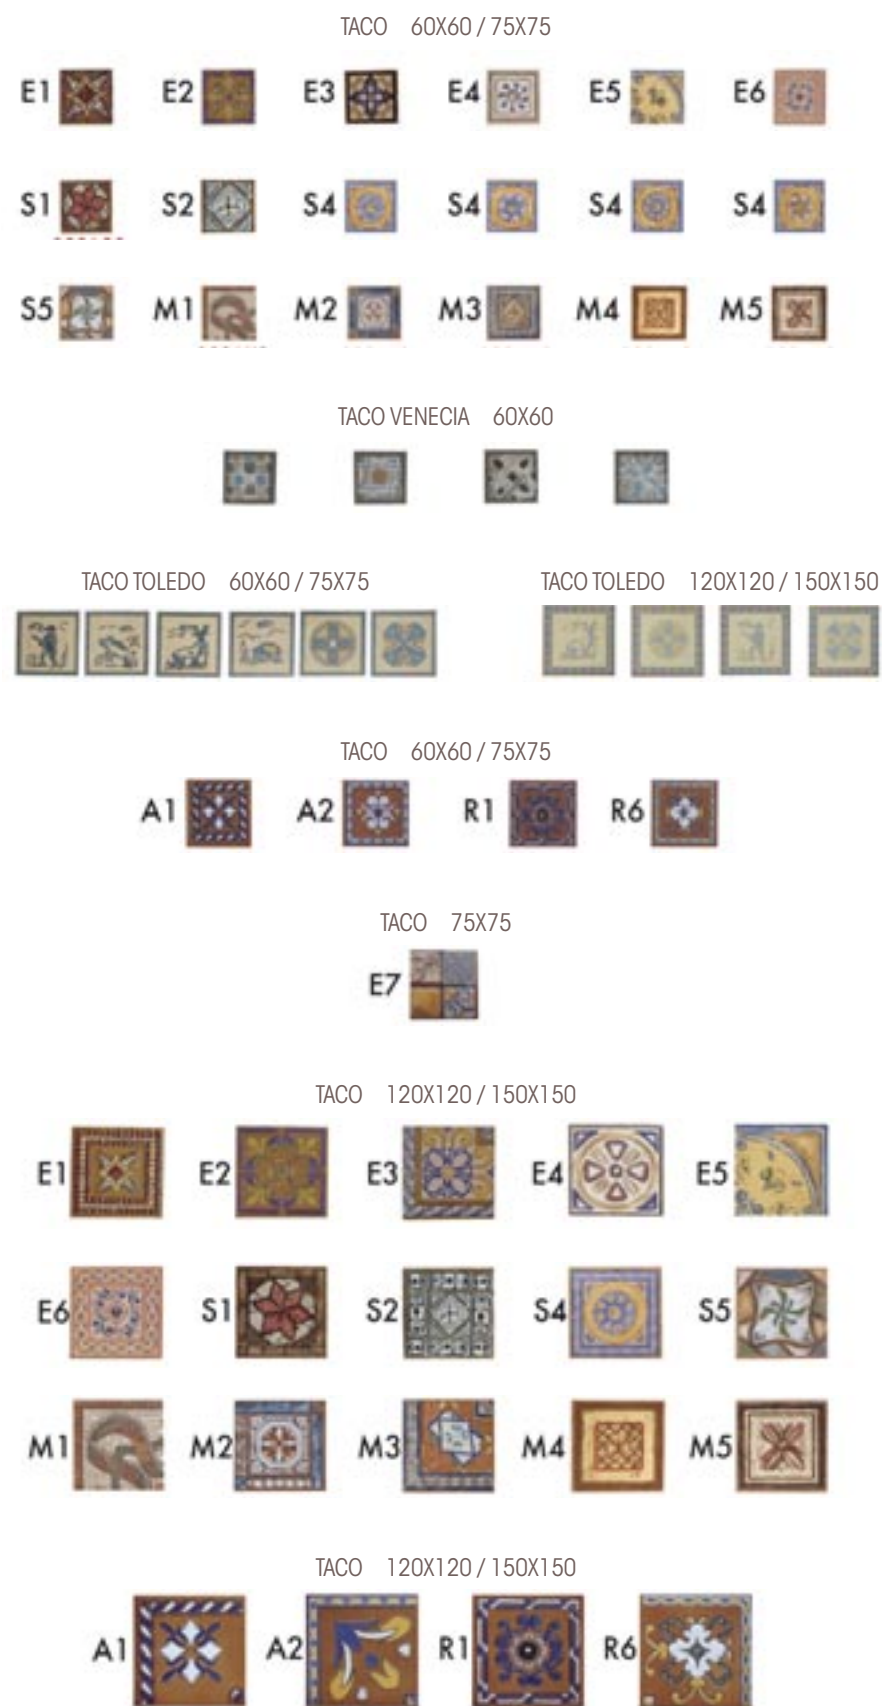 TACO 60X60 / 75X75
E1 E2 E3 E4 E5 E6
S1 S2 S4 S4 S4 S4
S5 M1 M2 M3 M4 M5
TACO VENECIA 60X60
TACO TOLEDO 60X60 / 75X75 TACO TOLEDO 120X120 / 150X150
TACO 60X60 / 75X75
A1 A2 R1 R6
TACO 75X75
E7
TACO 120X120 / 150X150
E1 E2 E3 E4 E5
E6 S1 S2 S4 S5
M1 M2 M3 M4 M5
TACO 120X120 / 150X150
A1 A2 R1 R6